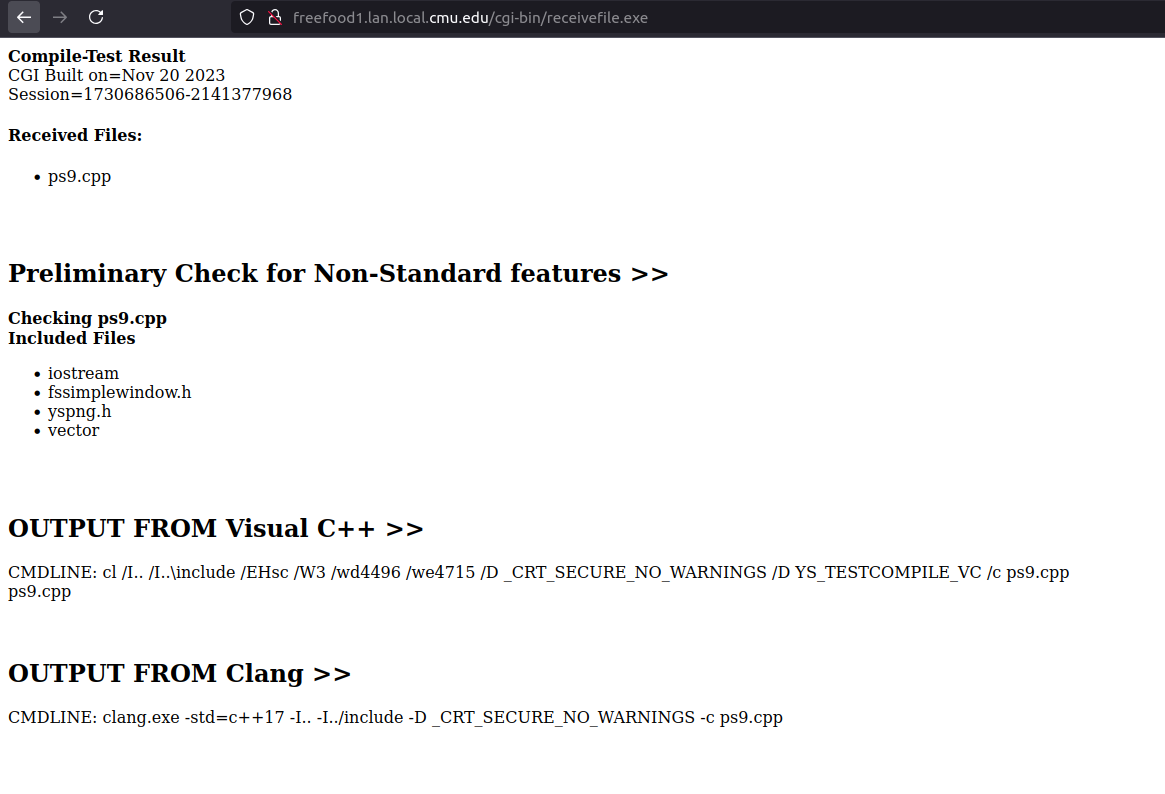 freefood1.lan.local.cmu.edu/cgi-bin/receivefile.exe
Compile-Test Result
CGI Built on=Nov 20 2023
Session=1730686506-2141377968
Received Files:
• ps9.cpp
Preliminary Check for Non-Standard features >>
Checking ps9.cpp
Included Files
• iostream
• fssimplewindow.h
• yspng.h
• vector
OUTPUT FROM Visual C++ >>
CMDLINE: cl /I.. /I..\include /EHsc /W3 /wd4496 /we4715 /D _CRT_SECURE_NO_WARNINGS /D YS_TESTCOMPILE_VC /c ps9.cpp
ps9.cpp
OUTPUT FROM Clang >>
CMDLINE: clang.exe -std=c++17 -I.. -I../include -D _CRT_SECURE_NO_WARNINGS -c ps9.cpp